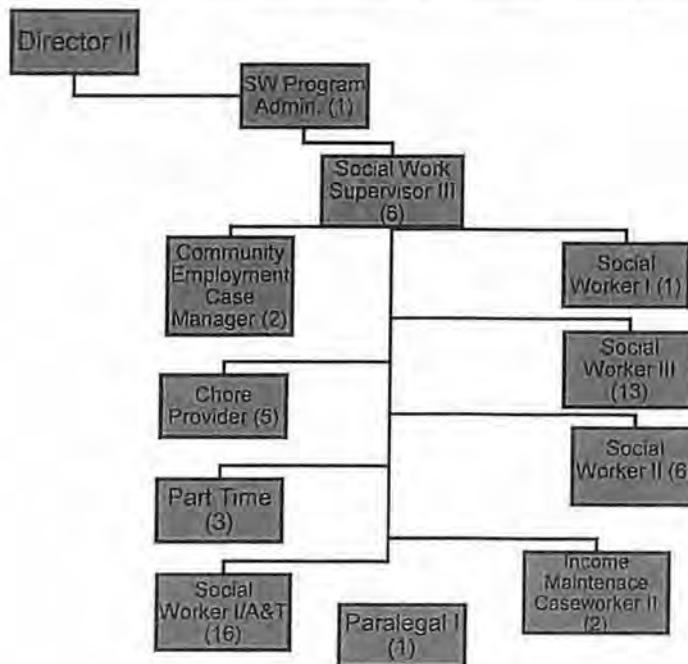 Director II
SW Program
Admin. (1)
Social Work
Supervisor III
(6)
Community
Employment
Case
Manager (2)
Social
Worker I (1)
Social
Worker III
(13)
Chore
Provider (5)
Social
Worker II (6
Part Time
(3)
Social
Worker I/A&T
(16)
Income
Maintenace
Caseworker II
(2)
Paralegal I
(1)